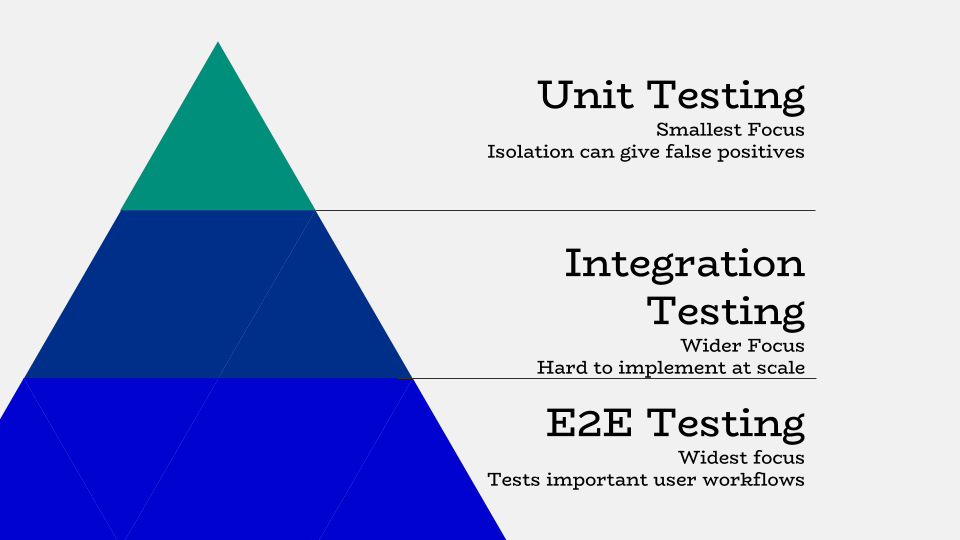 Unit Testing
Smallest Focus
Isolation can give false positives
Integration
Testing
Wider Focus
Hard to implement at scale
E2E Testing
Widest focus
Tests important user workflows